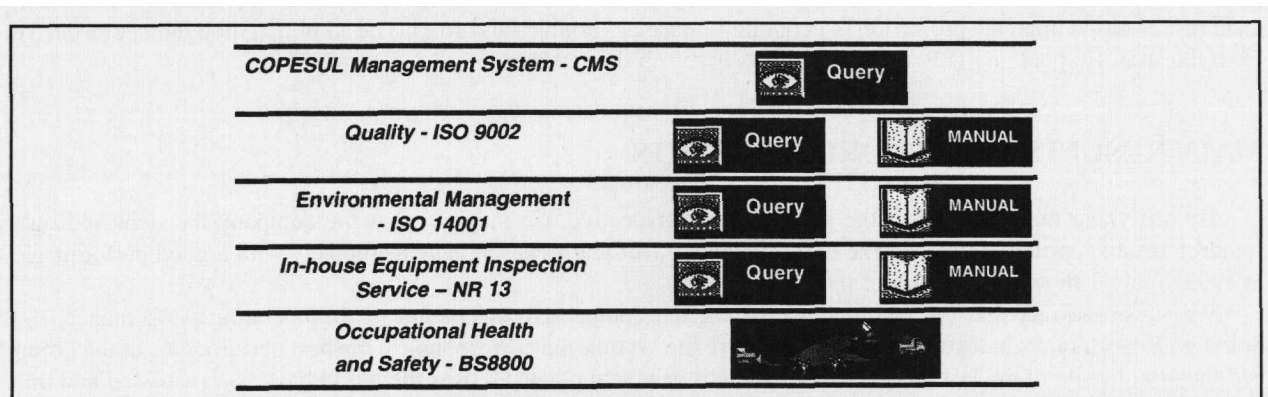 COPESUL Management System - CMS
Query
Quality - ISO 9002
Query
MANUAL
Environmental Management
- ISO 14001
Query
MANUAL
In-house Equipment Inspection
Service – NR 13
Query
MANUAL
Occupational Health
and Safety - BS8800